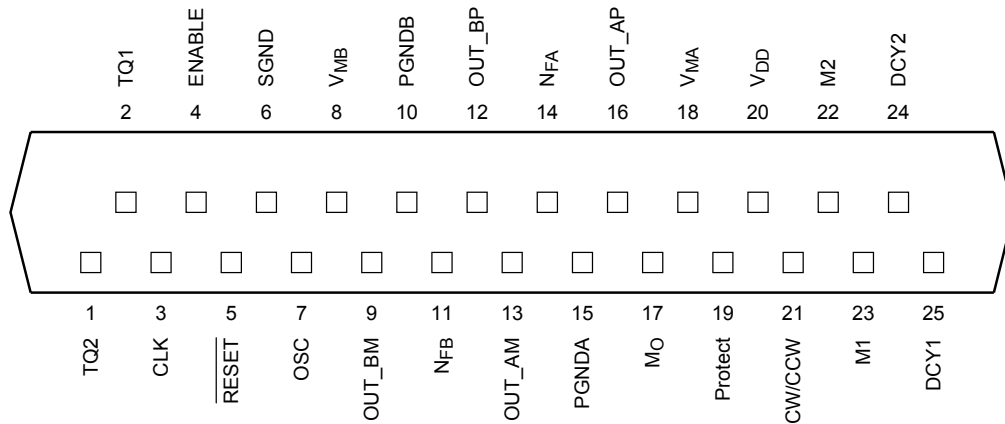 TQ1 ENABLE SGND VMB PGNDB OUT_BP NFA OUT_AP VMA VDD M2 DCY2
2 4 6 8 10 12 14 16 18 20 22 24
1 3 5 7 9 11 13 15 17 19 21 23 25
TQ2 CLK RESET OSC OUT_BM NFB OUT_AM PGNDA MO Protect CW/CCW M1 DCY1